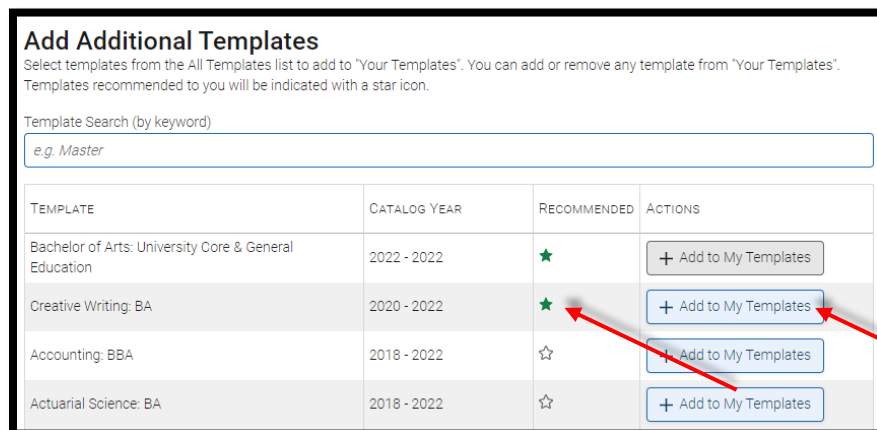 Add Additional Templates
Select templates from the All Templates list to add to "Your Templates". You can add or remove any template from "Your Templates".
Templates recommended to you will be indicated with a star icon.
Template Search (by keyword)
e.g. Master
TEMPLATE CATALOG YEAR RECOMMENDED ACTIONS
Bachelor of Arts: University Core & General
Education 2022 - 2022 + Add to My Templates
Creative Writing: BA 2020 - 2022 + Add to My Templates
Accounting: BBA 2018 - 2022 + Add to My Templates
Actuarial Science: BA 2018 - 2022 + Add to My Templates